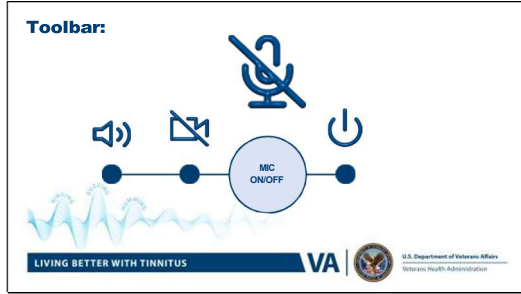 Toolbar:
MIC
ON/OFF
LIVING BETTER WITH TINNITUS
VA
U.S. Department of Veterans Affairs
Veterans Health Administration